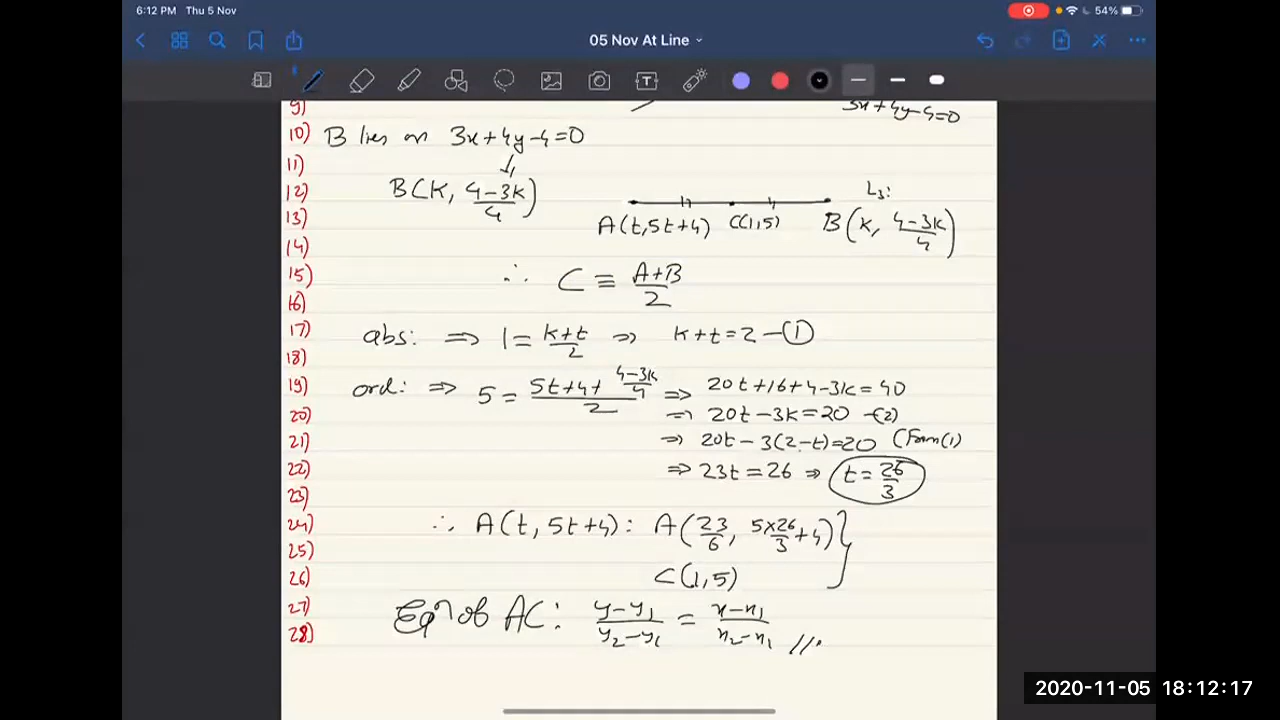 6:12 PM Thu 5 Nov
54%
05 Nov At Line
9)
3x+4y-4=0
10) B lies on 3x+4y-4=0
11)
12) B(K, (4-3k)/4)
L3:
13) A(t,5t+4) C(1,5) B(k, (4-3k)/4)
14)
15) ∴ C ≡ (A+B)/2
16)
17) abs: ⇒ 1 = (k+t)/2 ⇒ k+t=2 —①
18)
19) ord: ⇒ 5 = (5t+4+(4-3k)/4)/2 ⇒ 20t+16+4-3k=40
20) ⇒ 20t-3k=20 -(2)
21) ⇒ 20t-3(2-t)=20 (Form(1)
22) ⇒ 23t=26 ⇒ t=26/3
23)
24) ∴ A(t, 5t+4): A(23/6, 5×26/3+4)}
25)
26) C(1,5)
27) Eqn of AC: (y-y1)/(y2-y1) = (x-x1)/(x2-x1)
28)
2020-11-05 18:12:17